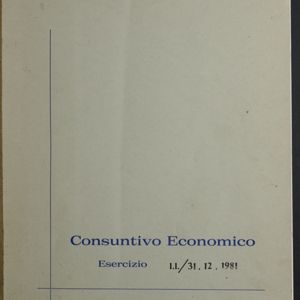 Consuntivo Economico
Esercizio 1.1./31.12.1981